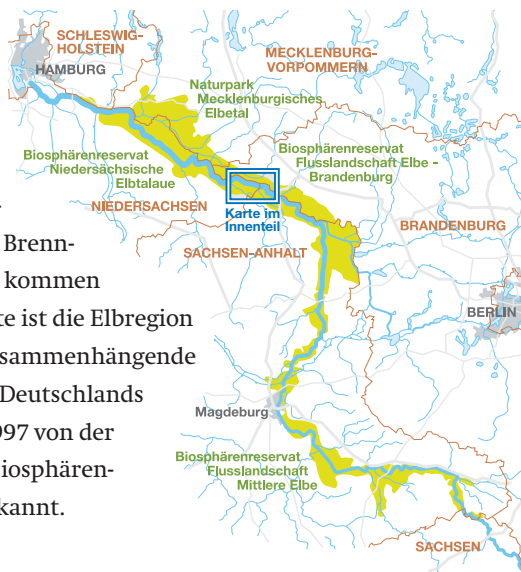 SCHLESWIG-
HOLSTEIN
HAMBURG
MECKLENBURG-
VORPOMMERN
Naturpark
Mecklenburgisches
Elbetal
Biosphärenreservat
Niedersächsische
Elbtalaue
Biosphärenreservat
Flusslandschaft Elbe –
Brandenburg
NIEDERSACHSEN
Karte im
Innenteil
BRANDENBURG
SACHSEN-ANHALT
BERLIN
Magdeburg
Biosphärenreservat
Flusslandschaft
Mittlere Elbe
SACHSEN
Brenn-
kommen
te ist die Elbregion
sammenhängende
Deutschlands
997 von der
iosphären-
kannt.